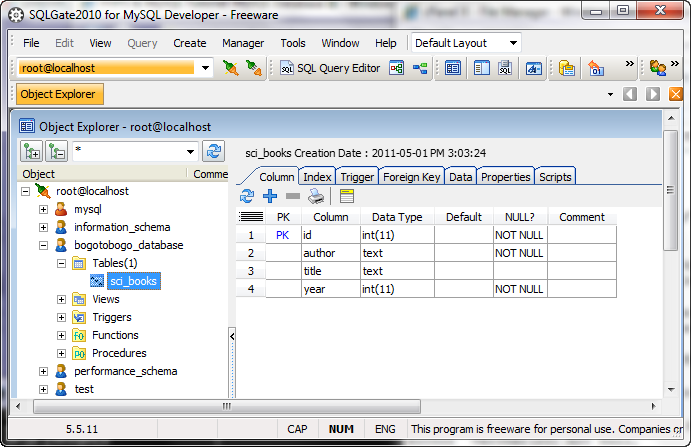 SQLGate2010 for MySQL Developer - Freeware
File Edit View Go Create Manager Tools Window Default Layout
root@localhost SQL Query Editor
Object Explorer
Object Explorer - root@localhost
*
sci_books Creation Date : 2011-05-01 PM 3:03:24
Object Comme
Column Index Trigger Foreign Key Data Properties Scripts
root@localhost
mysql
information_schema
bogotobogo_database
Tables(1)
sci_books
Views
Triggers
Functions
Procedures
performance_schema
test
PK Column Data Type Default NULL? Comment
1 PK id int(11) NOT NULL
2 author text NOT NULL
3 title text
4 year int(11) NOT NULL
5.5.11 CAP NUM ENG This program is freeware for personal use. Companies or